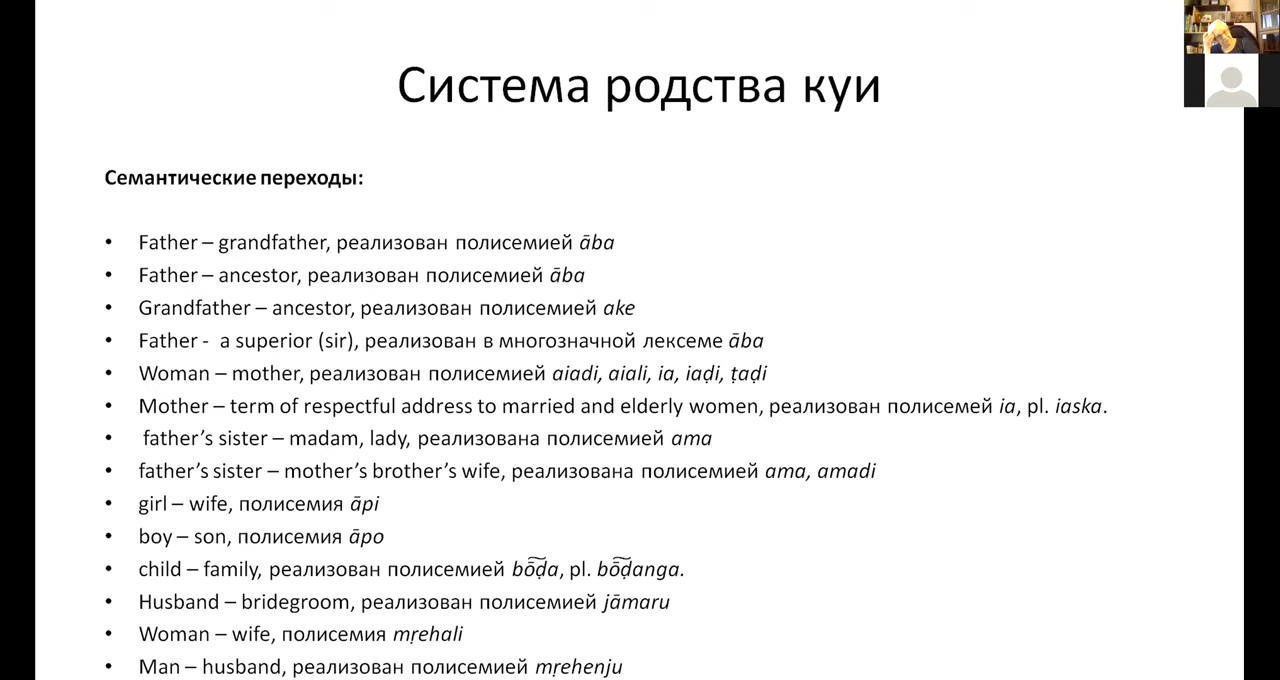 Система родства куи
Семантические переходы:
• Father – grandfather, реализован полисемией āba
• Father – ancestor, реализован полисемией āba
• Grandfather – ancestor, реализован полисемией ake
• Father - a superior (sir), реализован в многозначной лексеме āba
• Woman – mother, реализован полисемией aiadi, aiali, ia, iaḍi, ṭaḍi
• Mother – term of respectful address to married and elderly women, реализован полисемей ia, pl. iaska.
• father’s sister – madam, lady, реализована полисемией ama
• father’s sister – mother’s brother’s wife, реализована полисемией ama, amadi
• girl – wife, полисемия āpi
• boy – son, полисемия āpo
• child – family, реализован полисемией bō̃ḍa, pl. bō̃ḍanga.
• Husband – bridegroom, реализован полисемией jāmaru
• Woman – wife, полисемия mṛehali
• Man – husband, реализован полисемией mṛehenju